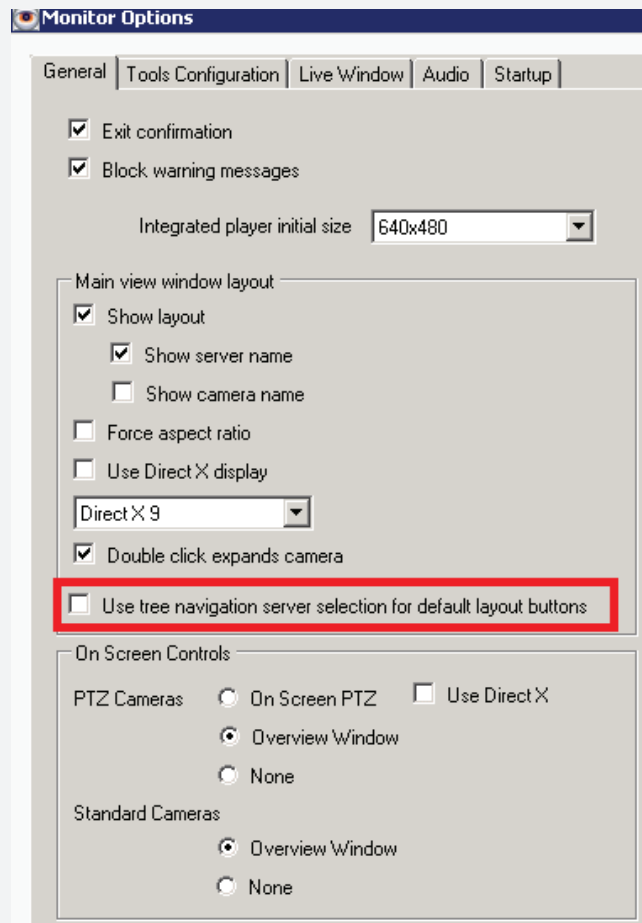 Monitor Options
General Tools Configuration Live Window Audio Startup
Exit confirmation
Block warning messages
Integrated player initial size 640x480
Main view window layout
Show layout
Show server name
Show camera name
Force aspect ratio
Use Direct X display
Direct X 9
Double click expands camera
Use tree navigation server selection for default layout buttons
On Screen Controls
PTZ Cameras On Screen PTZ Use Direct X
Overview Window
None
Standard Cameras
Overview Window
None